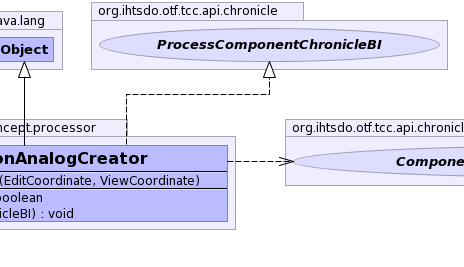 org.ihtsdo.otf.tcc.api.chronicle
ava.lang
ProcessComponentChronicleBI
Object
ncept.processor
org.ihtsdo.otf.tcc.api.chronicl
onAnalogCreator
Compone
(EditCoordinate, ViewCoordinate)
boolean
icleBI) : void